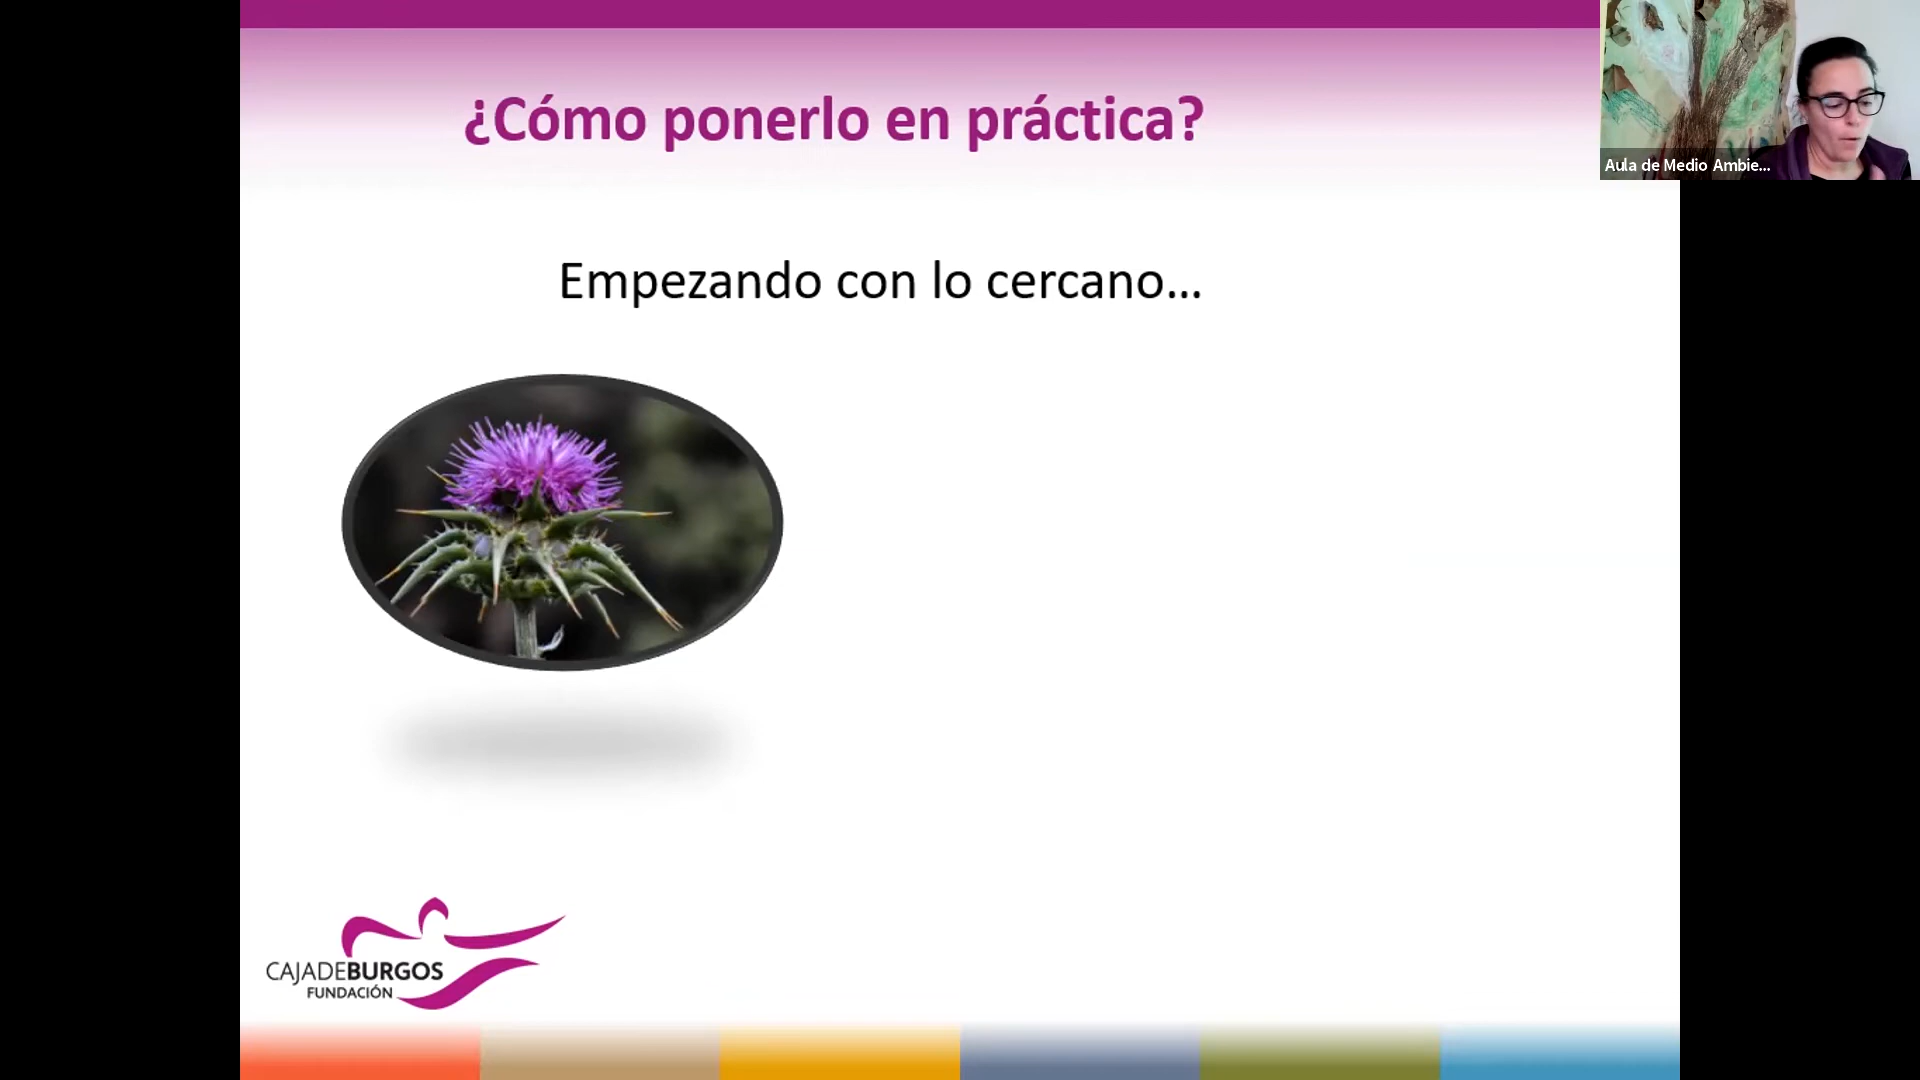 ¿Cómo ponerlo en práctica?
Aula de Medio Ambie...
Empezando con lo cercano...
CAJADEBURGOS
FUNDACIÓN